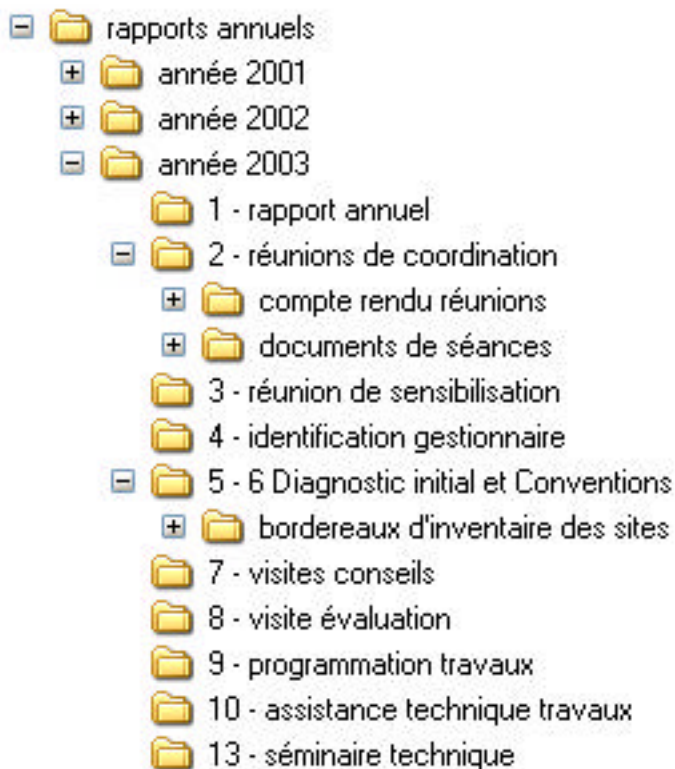 rapports annuels
année 2001
année 2002
année 2003
1 - rapport annuel
2 - réunions de coordination
compte rendu réunions
documents de séances
3 - réunion de sensibilisation
4 - identification gestionnaire
5 - 6 Diagnostic initial et Conventions
bordereaux d'inventaire des sites
7 - visites conseils
8 - visite évaluation
9 - programmation travaux
10 - assistance technique travaux
13 - séminaire technique